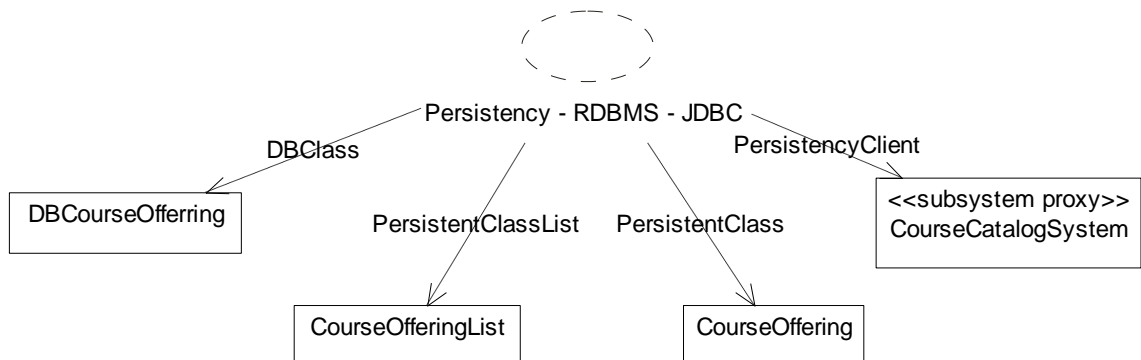 Persistency - RDBMS - JDBC
DBClass
PersistencyClient
DBCourseOfferring
<<subsystem proxy>>
CourseCatalogSystem
PersistentClassList
PersistentClass
CourseOfferingList
CourseOffering